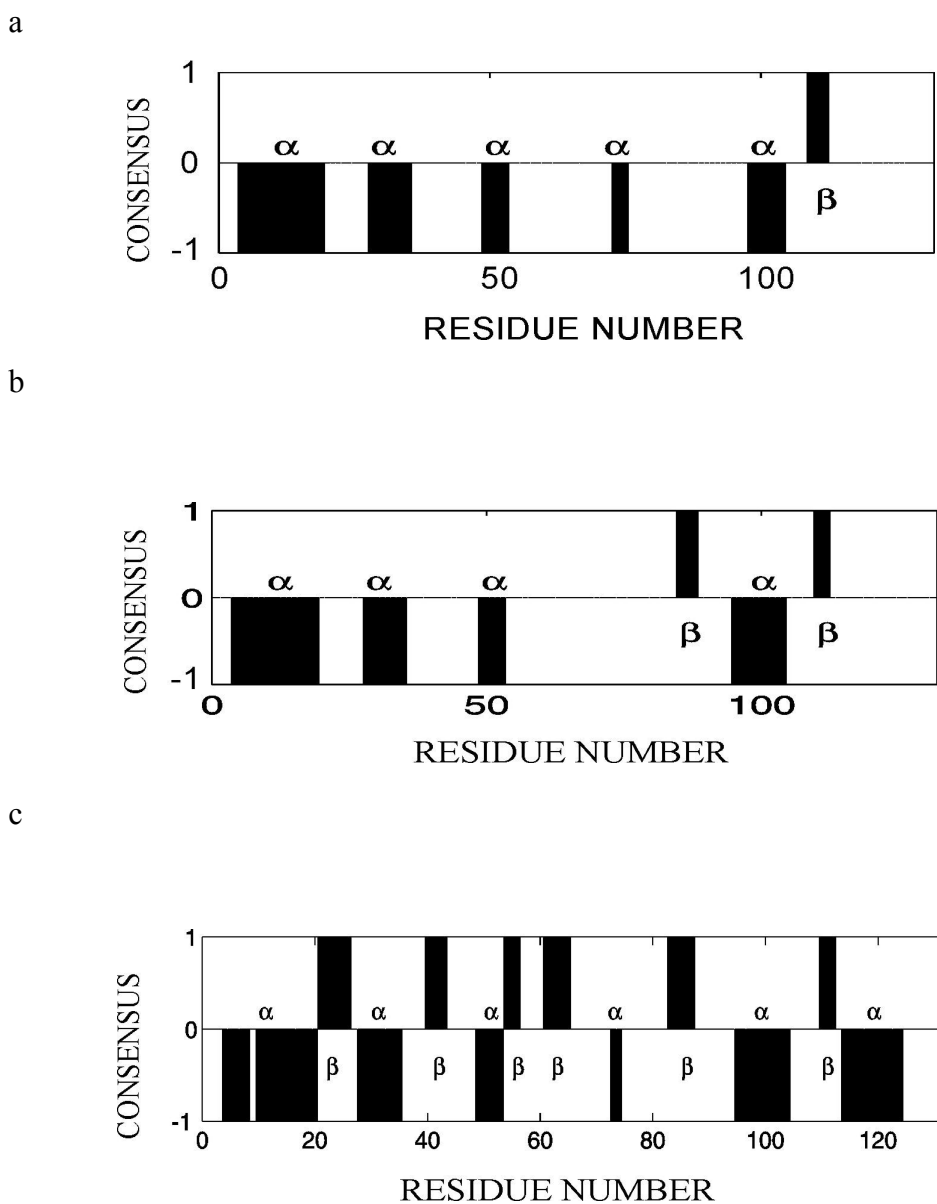 a
CONSENSUS
1
α α α α α
0
β
-1
0 50 100
RESIDUE NUMBER
b
CONSENSUS
1
α α α α
0
β β
-1
0 50 100
RESIDUE NUMBER
c
CONSENSUS
1
α α α α α α
0
β β β β β β
-1
0 20 40 60 80 100 120
RESIDUE NUMBER